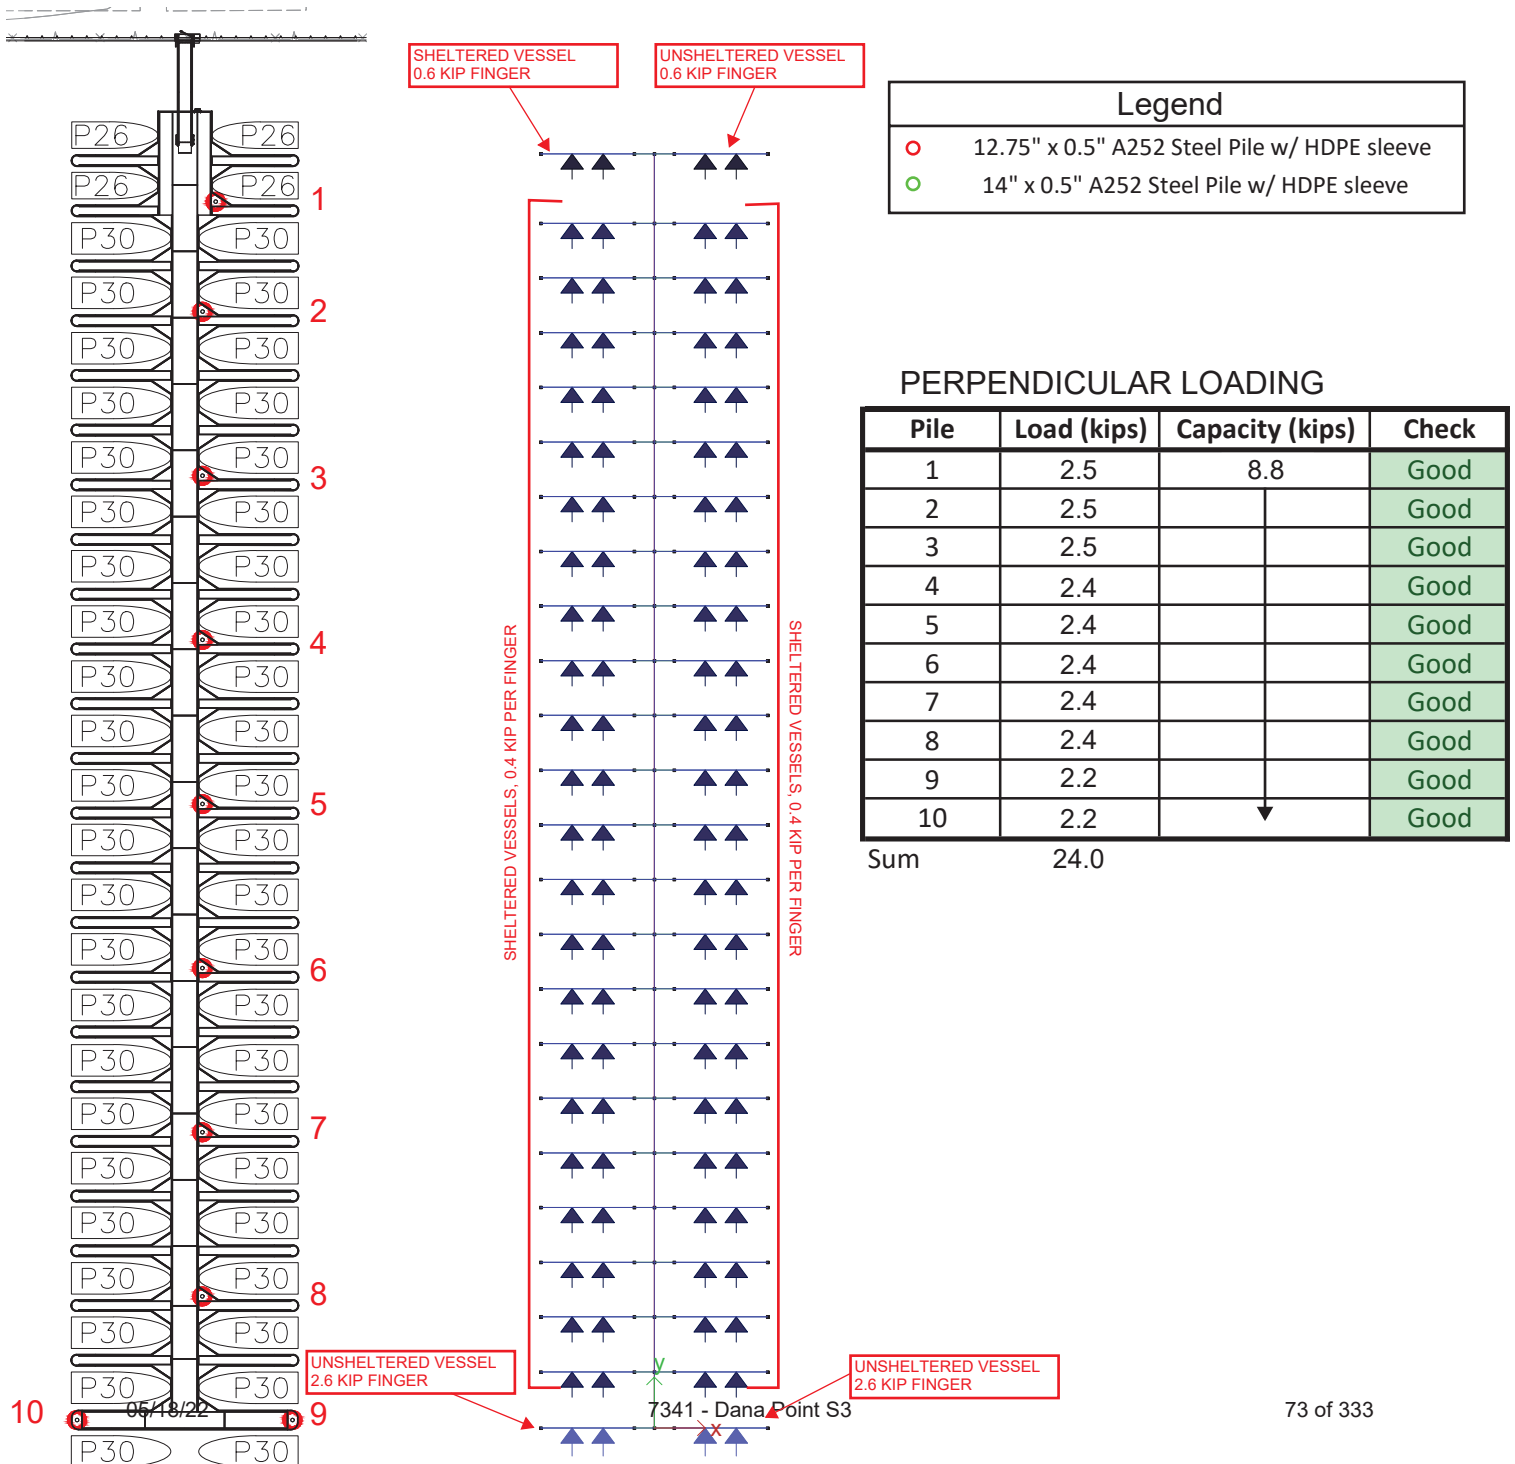 SHELTERED VESSEL
0.6 KIP FINGER
UNSHELTERED VESSEL
0.6 KIP FINGER
Legend
12.75" x 0.5" A252 Steel Pile w/ HDPE sleeve
14" x 0.5" A252 Steel Pile w/ HDPE sleeve
P26 P26
P26 P26 1
P30 P30
P30 P30 2
P30 P30
P30 P30
P30 P30 3
P30 P30
P30 P30
P30 P30 4
P30 P30
P30 P30
P30 P30 5
P30 P30
P30 P30
P30 P30 6
P30 P30
P30 P30
P30 P30 7
P30 P30
P30 P30
P30 P30 8
P30 P30
P30 P30
10 9
P30 P30
SHELTERED VESSELS, 0.4 KIP PER FINGER
SHELTERED VESSELS, 0.4 KIP PER FINGER
PERPENDICULAR LOADING
Pile Load (kips) Capacity (kips) Check
1 2.5 8.8 Good
2 2.5 Good
3 2.5 Good
4 2.4 Good
5 2.4 Good
6 2.4 Good
7 2.4 Good
8 2.4 Good
9 2.2 Good
10 2.2 Good
Sum 24.0
UNSHELTERED VESSEL
2.6 KIP FINGER
y
x
UNSHELTERED VESSEL
2.6 KIP FINGER
05/18/22 7341 - Dana Point S3 73 of 333